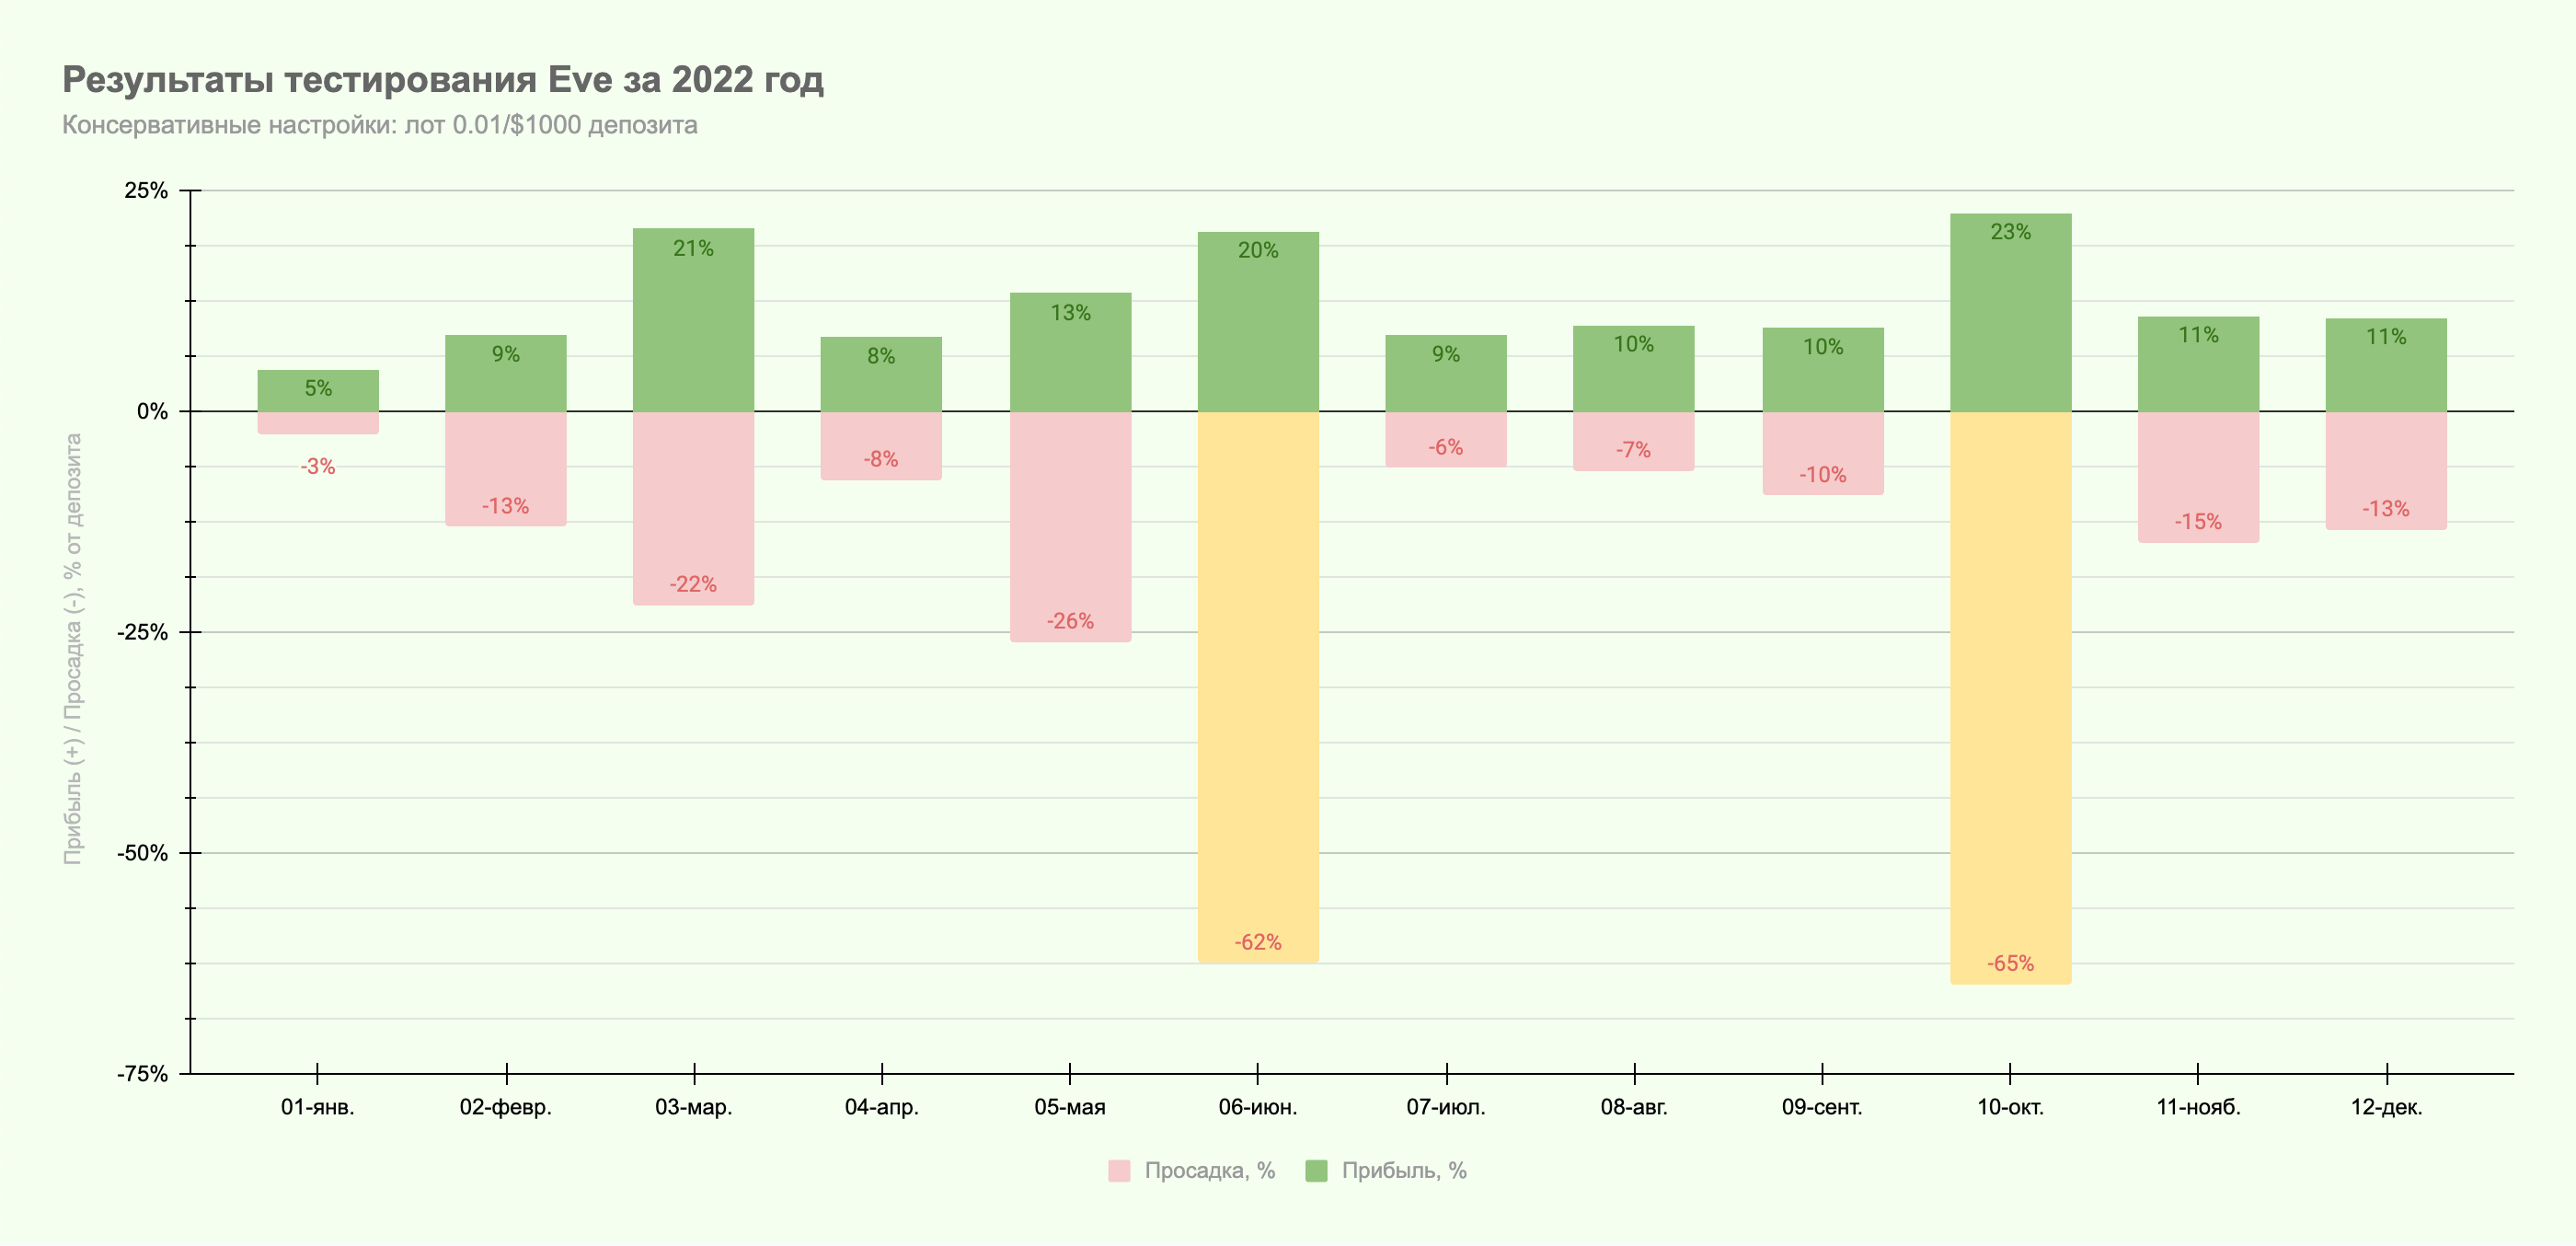 Результаты тестирования Eve за 2022 год
Консервативные настройки: лот 0.01/$1000 депозита
Прибыль (+) / Просадка (-), % от депозита
25%
0%
-25%
-50%
-75%
5%
9%
21%
8%
13%
20%
9%
10%
10%
23%
11%
11%
-3%
-13%
-22%
-8%
-26%
-62%
-6%
-7%
-10%
-65%
-15%
-13%
01-янв.
02-февр.
03-мар.
04-апр.
05-мая
06-июн.
07-июл.
08-авг.
09-сент.
10-окт.
11-нояб.
12-дек.
Просадка, %
Прибыль, %